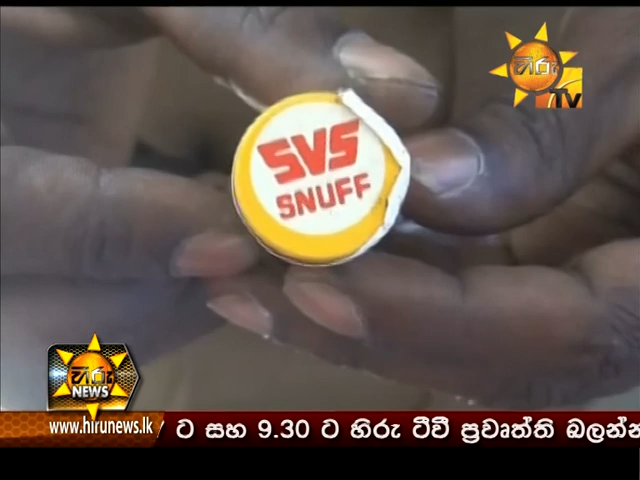 හිරු
TV
SVS
SNUFF
හිරු
NEWS
www.hirunews.lk
ට සහ 9.30 ට හිරු ටීවී ප්‍රවෘත්ති බලන්න